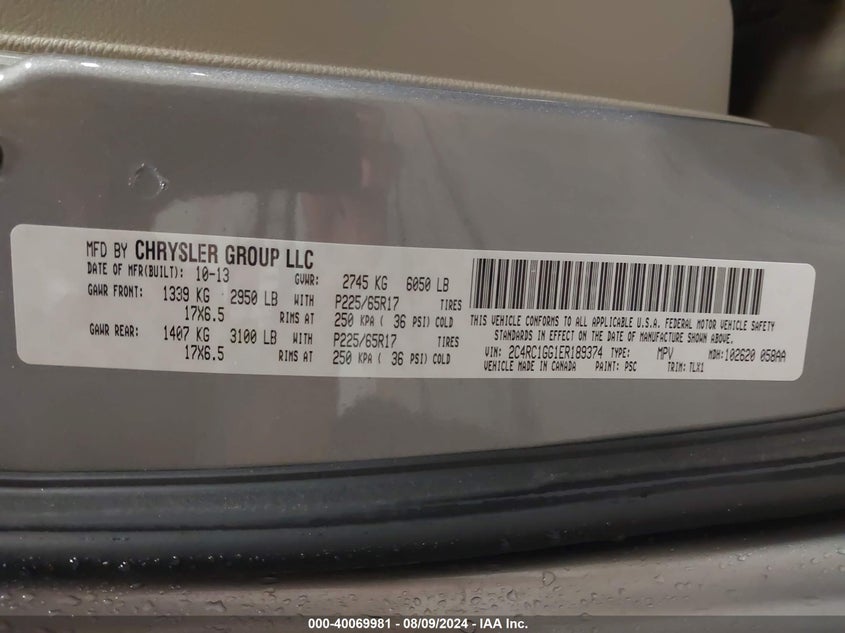 MFD BY CHRYSLER GROUP LLC
DATE OF MFR(BUILT): 10-13 GVWR: 2745 KG 6050 LB
GAWR FRONT: 1339 KG 2950 LB WITH P225/65R17 TIRES
17X6.5 RIMS AT 250 KPA ( 36 PSI) COLD
GAWR REAR: 1407 KG 3100 LB WITH P225/65R17 TIRES
17X6.5 RIMS AT 250 KPA ( 36 PSI) COLD
THIS VEHICLE CONFORMS TO ALL APPLICABLE U.S.A. FEDERAL MOTOR VEHICLE SAFETY
STANDARDS IN EFFECT ON THE DATE OF MANUFACTURE SHOWN ABOVE.
VIN: 2C4RC1GG1ER189374 TYPE: MPV MDH: 102620 05BAA
VEHICLE MADE IN CANADA PAINT: PSC TRIM: TLX1
000-40069981 - 08/09/2024 - IAA Inc.